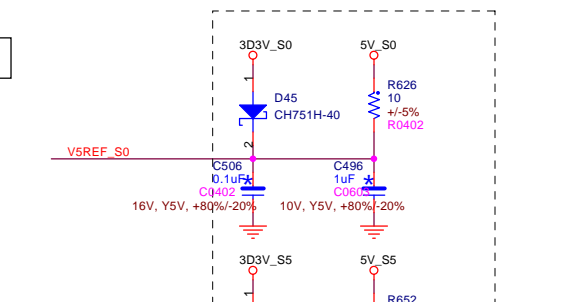 3D3V_S0
5V_S0
1
D45
CH751H-40
R626
10
+/-5%
R0402
2
V5REF_S0
C506
0.1uF
C0402
16V, Y5V, +80%/-20%
C496
1uF
C0603
10V, Y5V, +80%/-20%
3D3V_S5
5V_S5
1
R652